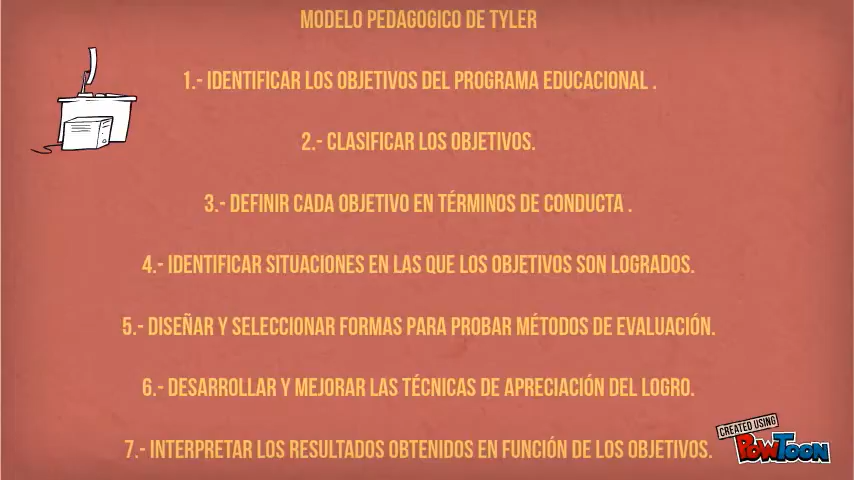 MODELO PEDAGOGICO DE TYLER
1.- IDENTIFICAR LOS OBJETIVOS DEL PROGRAMA EDUCACIONAL .
2.- CLASIFICAR LOS OBJETIVOS.
3.- DEFINIR CADA OBJETIVO EN TÉRMINOS DE CONDUCTA .
4.- IDENTIFICAR SITUACIONES EN LAS QUE LOS OBJETIVOS SON LOGRADOS.
5.- DISEÑAR Y SELECCIONAR FORMAS PARA PROBAR MÉTODOS DE EVALUACIÓN.
6.- DESARROLLAR Y MEJORAR LAS TÉCNICAS DE APRECIACIÓN DEL LOGRO.
7.- INTERPRETAR LOS RESULTADOS OBTENIDOS EN FUNCIÓN DE LOS OBJETIVOS.
CREATED USING
POWTOON